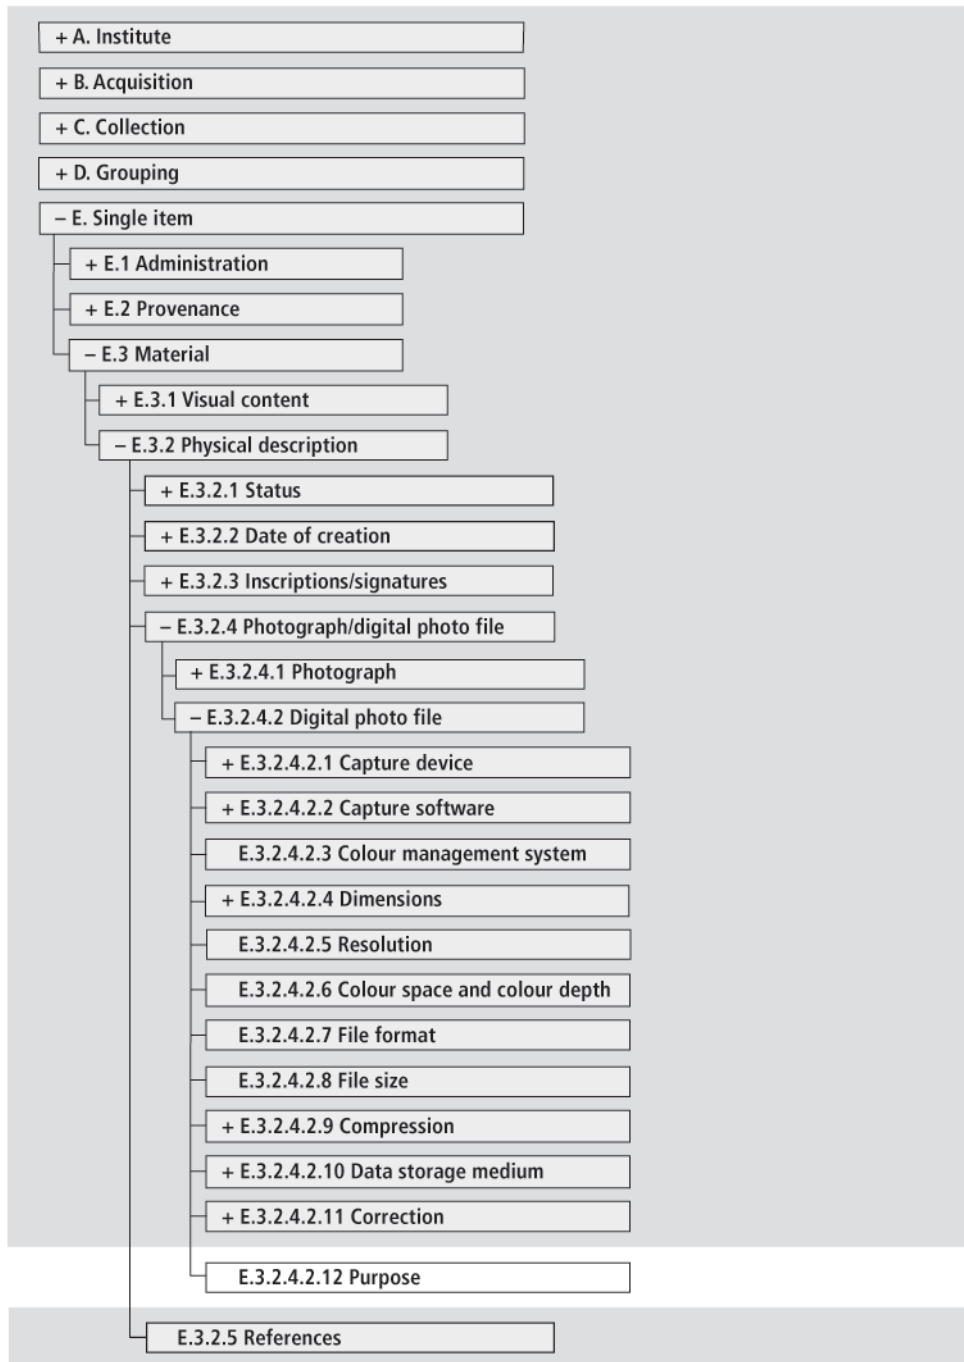 + A. Institute
+ B. Acquisition
+ C. Collection
+ D. Grouping
– E. Single item
+ E.1 Administration
+ E.2 Provenance
– E.3 Material
+ E.3.1 Visual content
– E.3.2 Physical description
+ E.3.2.1 Status
+ E.3.2.2 Date of creation
+ E.3.2.3 Inscriptions/signatures
– E.3.2.4 Photograph/digital photo file
+ E.3.2.4.1 Photograph
– E.3.2.4.2 Digital photo file
+ E.3.2.4.2.1 Capture device
+ E.3.2.4.2.2 Capture software
E.3.2.4.2.3 Colour management system
+ E.3.2.4.2.4 Dimensions
E.3.2.4.2.5 Resolution
E.3.2.4.2.6 Colour space and colour depth
E.3.2.4.2.7 File format
E.3.2.4.2.8 File size
+ E.3.2.4.2.9 Compression
+ E.3.2.4.2.10 Data storage medium
+ E.3.2.4.2.11 Correction
E.3.2.4.2.12 Purpose
E.3.2.5 References